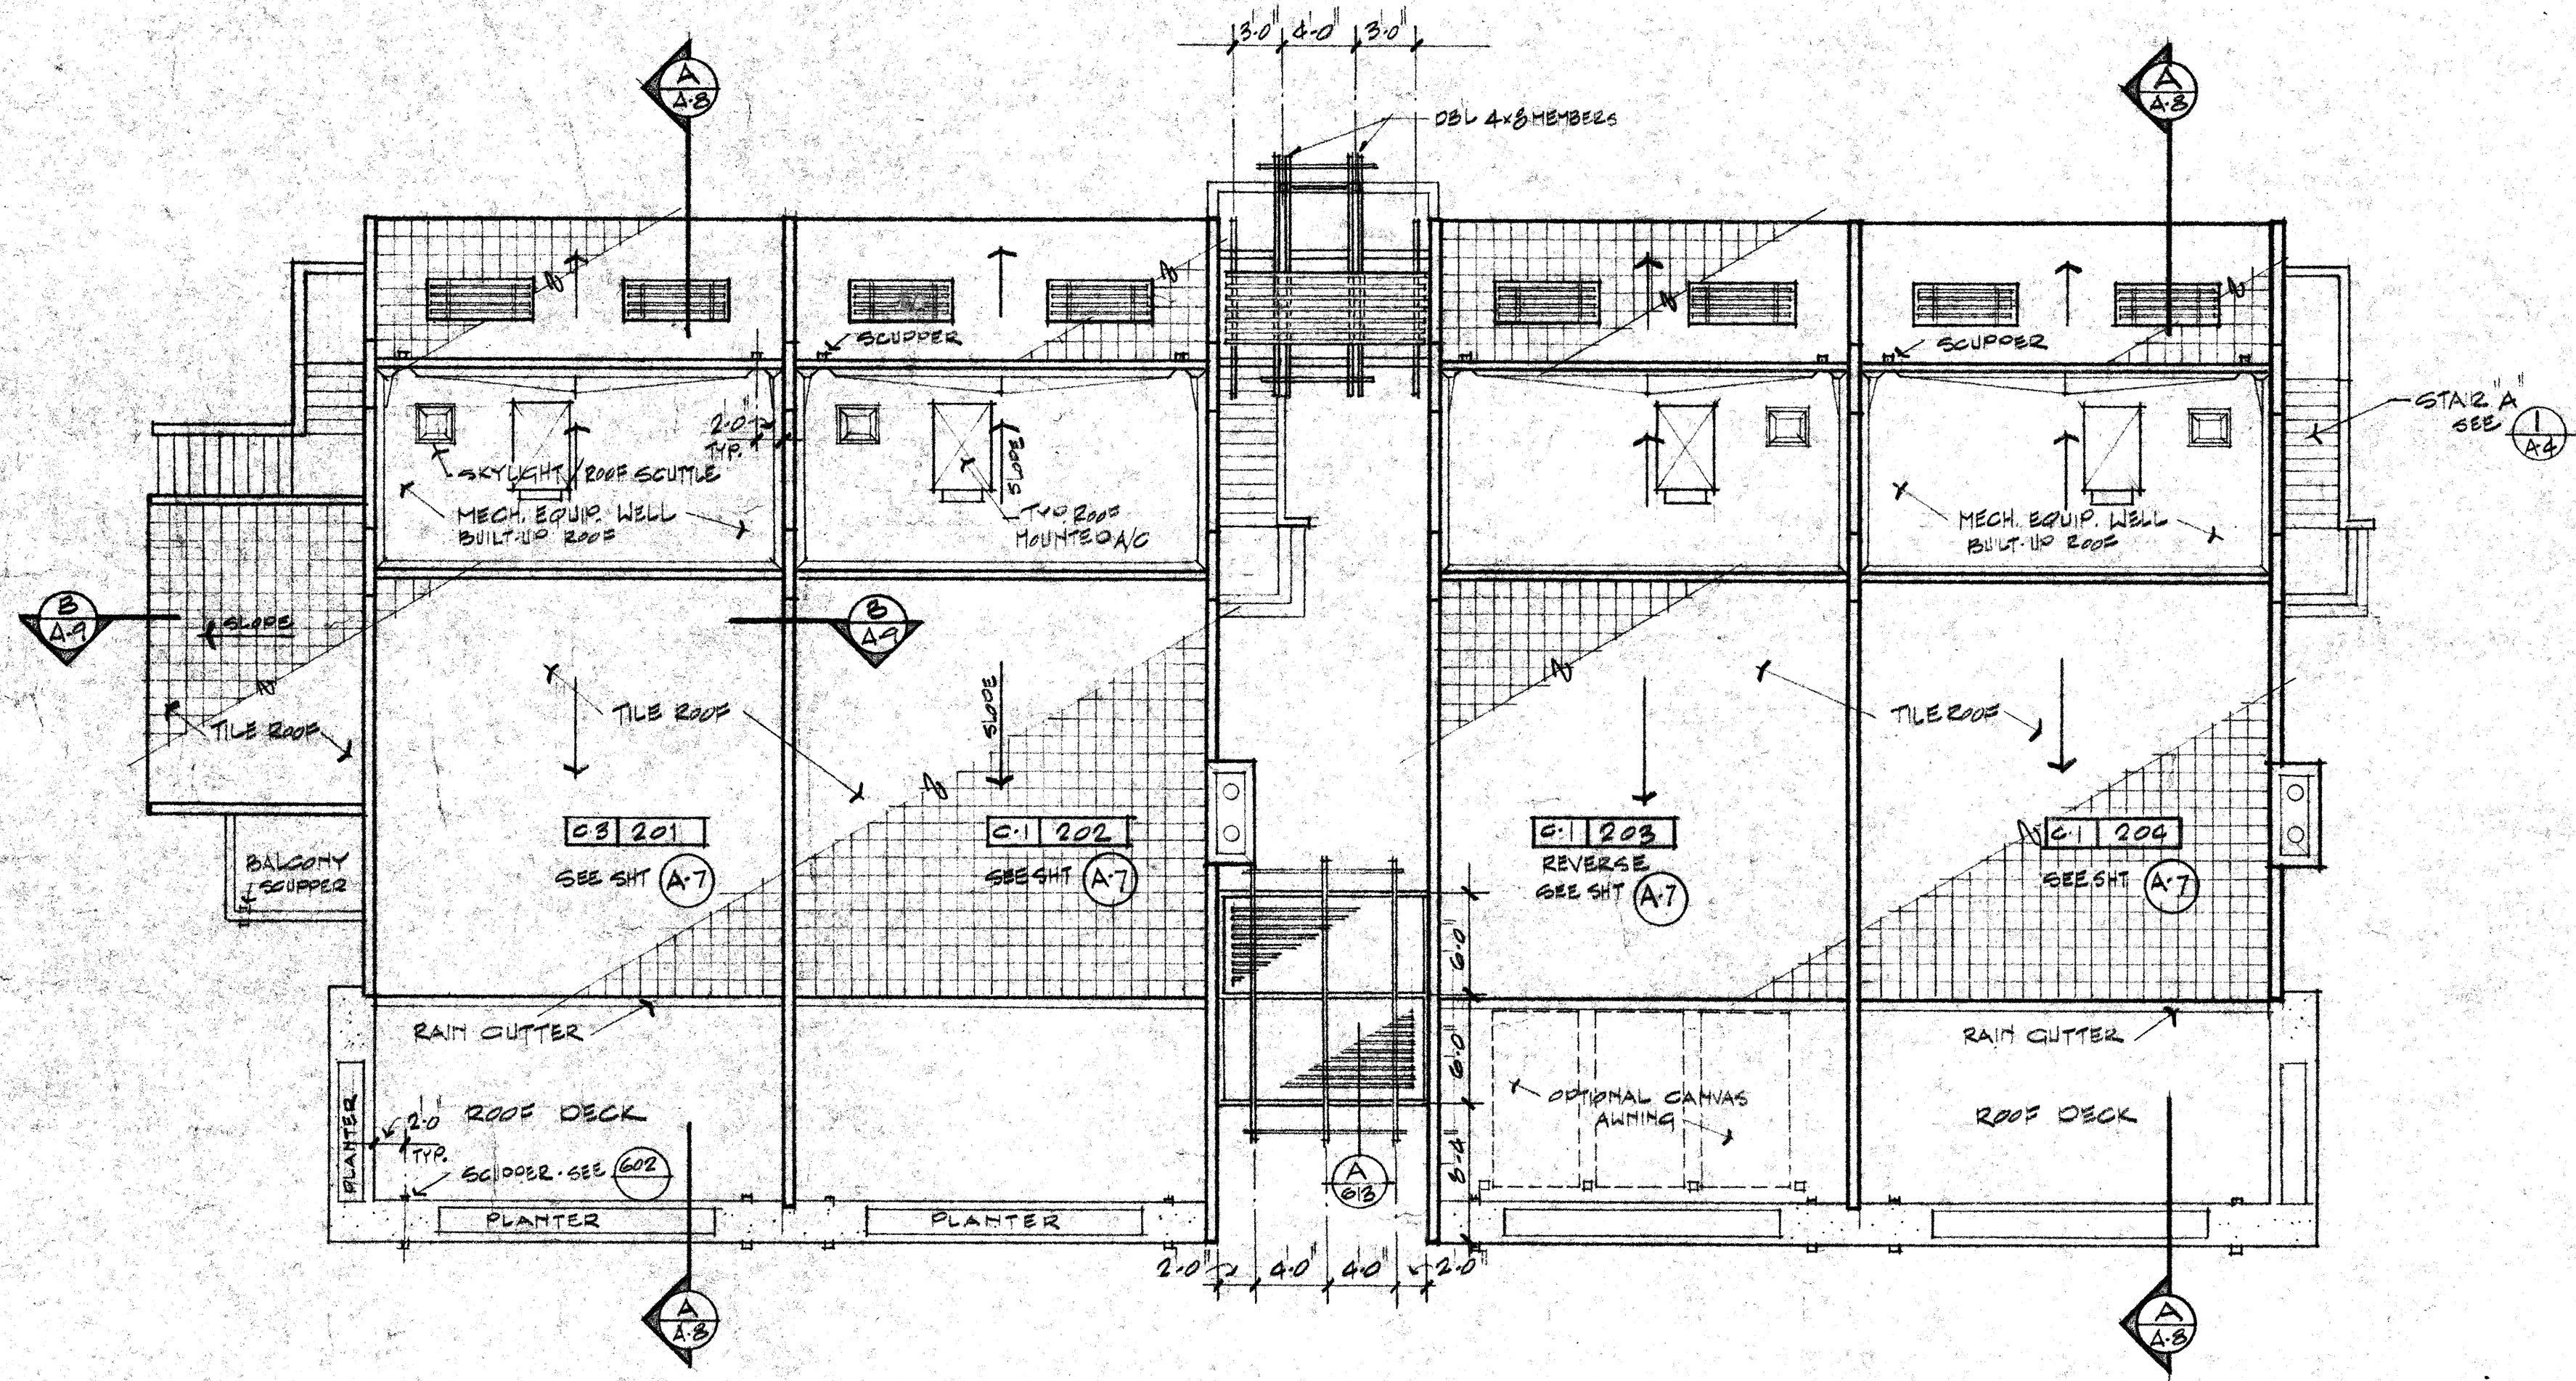 3'-0" 4'-0" 3'-0"
A
A-8
A
A-8
DBL 4x8 MEMBERS
SCUPPER
SCUPPER
STAIR "A"
SEE
1
A-4
2'-0"
TYP.
SKYLIGHT/ROOF SCUTTLE
SLOPE
MECH. EQUIP. WELL
BUILT-UP ROOF
TYP. ROOF
MOUNTED A/C
MECH. EQUIP. WELL
BUILT-UP ROOF
B
A-9
B
A-9
SLOPE
SLOPE
TILE ROOF
TILE ROOF
TILE ROOF
C-3 201
SEE SHT A-7
C-1 202
SEE SHT A-7
C-1 203
REVERSE
SEE SHT A-7
C-1 204
SEE SHT A-7
BALCONY
SCUPPER
6'-0"
6'-0"
8'-4"
RAIN GUTTER
RAIN GUTTER
OPTIONAL CANVAS
AWNING
ROOF DECK
ROOF DECK
PLANTER
2'-0"
TYP.
SCUPPER - SEE 602
A
613
PLANTER
PLANTER
2'-0" 4'-0" 4'-0" 2'-0"
A
A-8
A
A-8